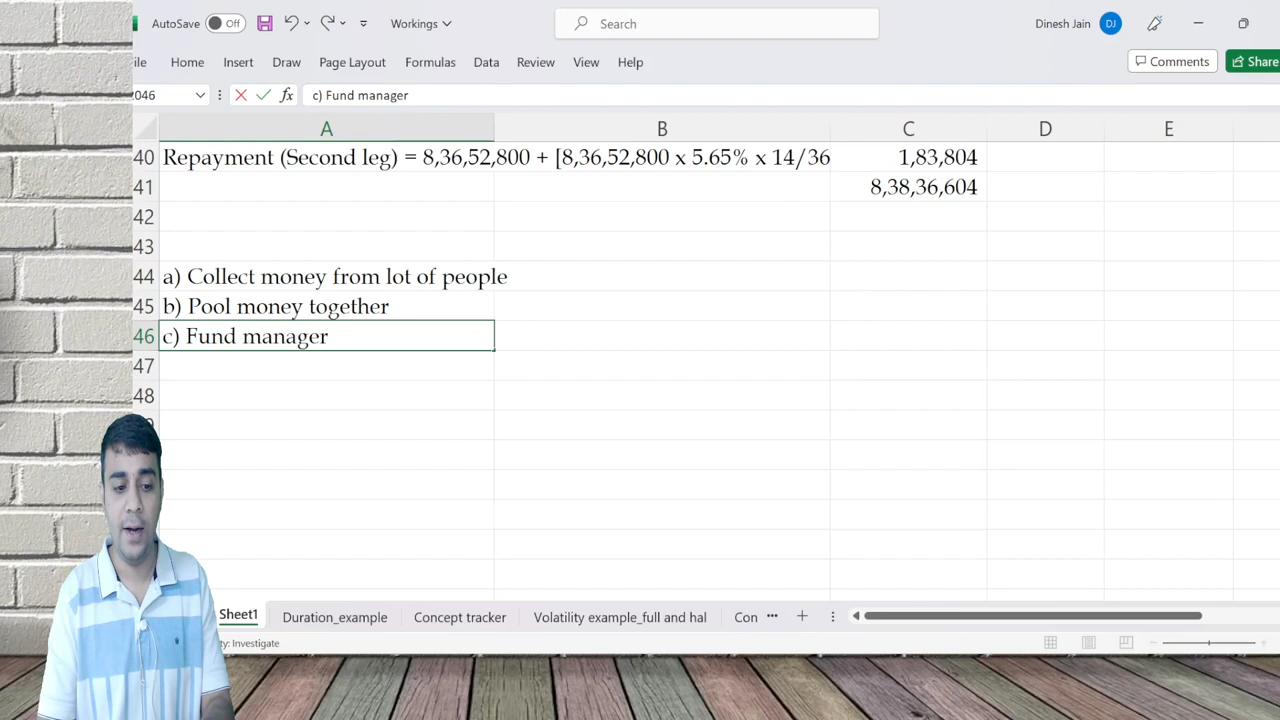 AutoSave Off Workings Search Dinesh Jain DJ
ile Home Insert Draw Page Layout Formulas Data Review View Help Comments Share
046 fx c) Fund manager
A B C D E
40 Repayment (Second leg) = 8,36,52,800 + [8,36,52,800 x 5.65% x 14/36 1,83,804
41 8,38,36,604
42
43
44 a) Collect money from lot of people
45 b) Pool money together
46 c) Fund manager
47
48
Sheet1 Duration_example Concept tracker Volatility example_full and hal Con
ty: Investigate